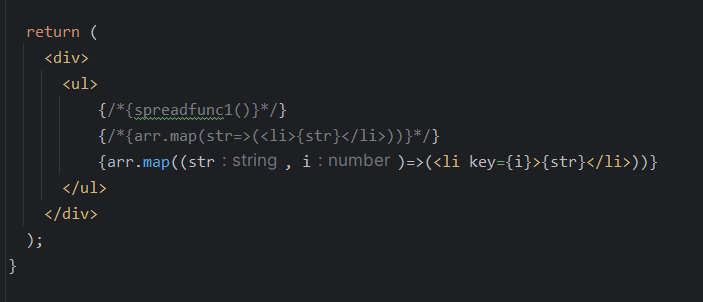 return (
<div>
<ul>
{/*{spreadfunc1()}*/}
{/*{arr.map(str=>(<li>{str}</li>))}*/}
{arr.map((str : string , i : number )=>(<li key={i}>{str}</li>))}
</ul>
</div>
);
}